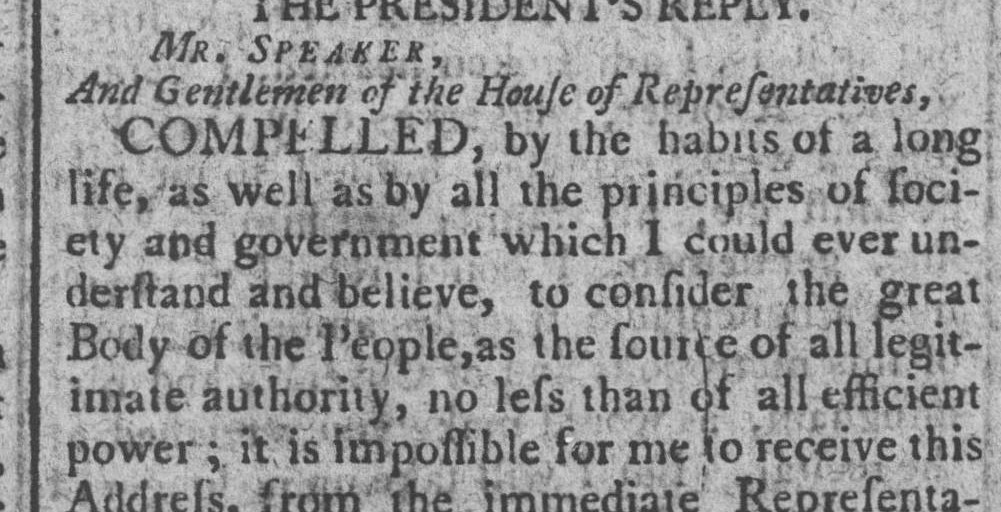 THE PRESIDENT'S REPLY.
MR. SPEAKER,
And Gentlemen of the Houſe of Repreſentatives,
COMPELLED, by the habits of a long
life, as well as by all the principles of ſoci-
ety and government which I could ever un-
derſtand and believe, to conſider the great
Body of the People, as the ſource of all legit-
imate authority, no leſs than of all efficient
power; it is impoſſible for me to receive this
Addreſs, from the immediate Repreſenta-